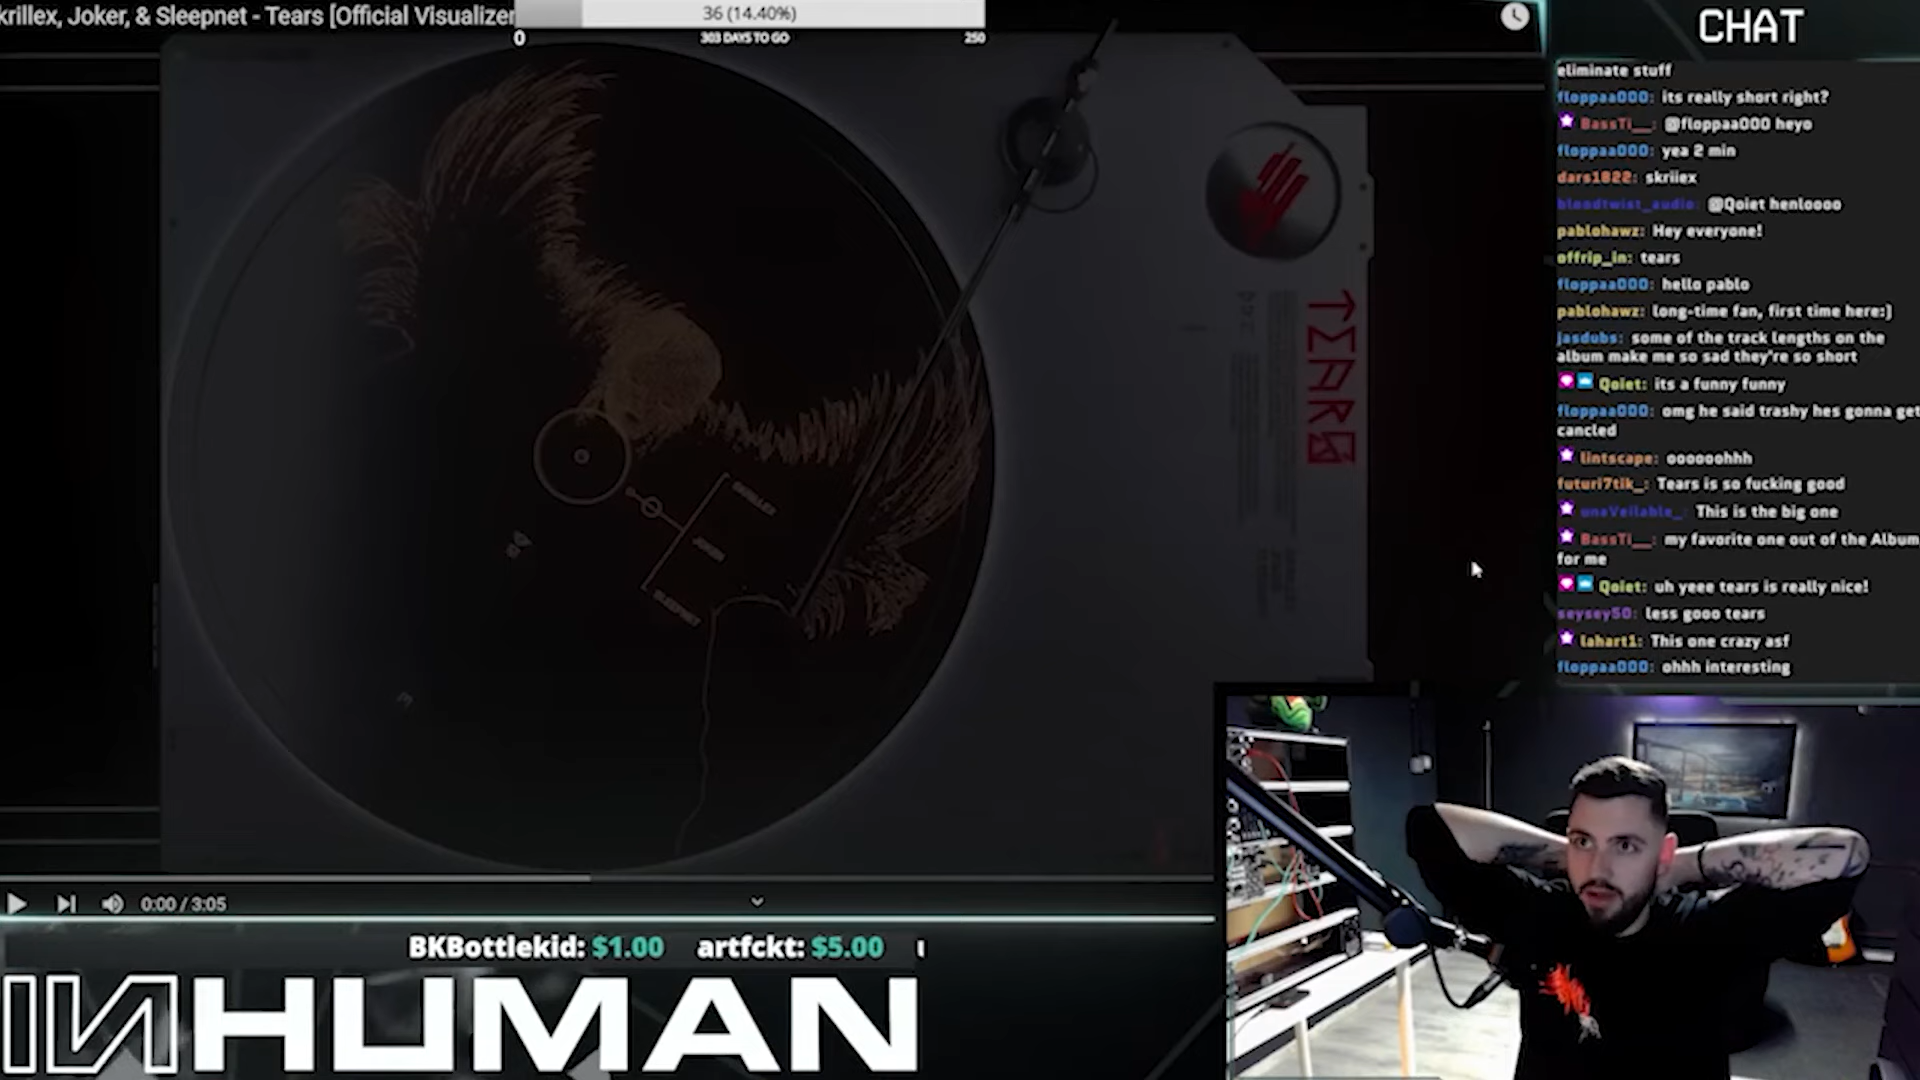 krillex, Joker, & Sleepnet - Tears [Official Visualizer
36 (14.40%)
0
303 DAYS TO GO
250
CHAT
eliminate stuff
floppaa000: its really short right?
BassTi__: @floppaa000 heyo
floppaa000: yea 2 min
dars1822: skriiex
bloodtwist_audio: @Qoiet henloooo
pablohawz: Hey everyone!
offrip_in: tears
floppaa000: hello pablo
pablohawz: long-time fan, first time here:)
jasdubs: some of the track lengths on the
album make me so sad they're so short
Qoiet: its a funny funny
floppaa000: omg he said trashy hes gonna get
cancled
lintscape: oooooohhh
futuri7tik_: Tears is so fucking good
unaVeilable_: This is the big one
BassTi__: my favorite one out of the Album
for me
Qoiet: uh yeee tears is really nice!
seysey50: less gooo tears
lahart1: This one crazy asf
floppaa000: ohhh interesting
TEARS
SKRILLEX
JOKER
SLEEPNET
0:00 / 3:05
BKBottlekid: $1.00 artfckt: $5.00
INHUMAN